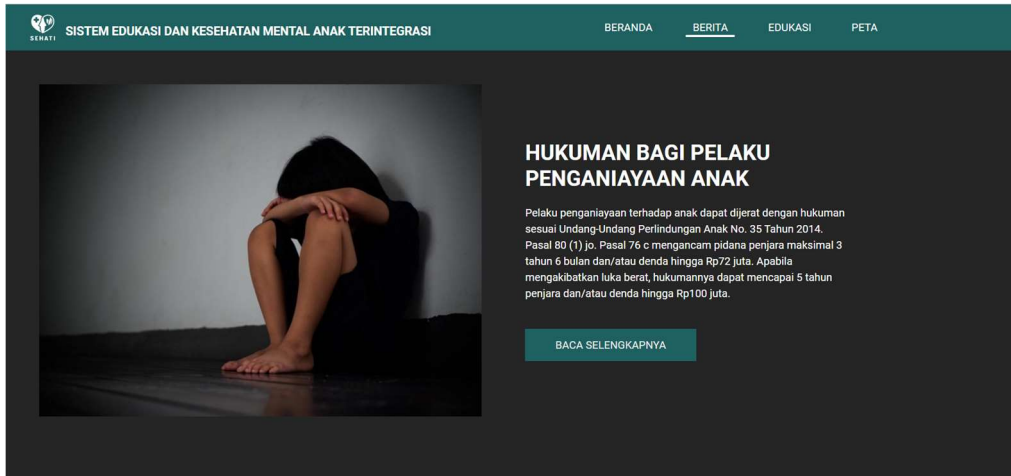 SEHATI
SISTEM EDUKASI DAN KESEHATAN MENTAL ANAK TERINTEGRASI
BERANDA
BERITA
EDUKASI
PETA
HUKUMAN BAGI PELAKU
PENGANIAYAAN ANAK
Pelaku penganiayaan terhadap anak dapat dijerat dengan hukuman
sesuai Undang-Undang Perlindungan Anak No. 35 Tahun 2014.
Pasal 80 (1) jo. Pasal 76 c mengancam pidana penjara maksimal 3
tahun 6 bulan dan/atau denda hingga Rp72 juta. Apabila
mengakibatkan luka berat, hukumannya dapat mencapai 5 tahun
penjara dan/atau denda hingga Rp100 juta.
BACA SELENGKAPNYA